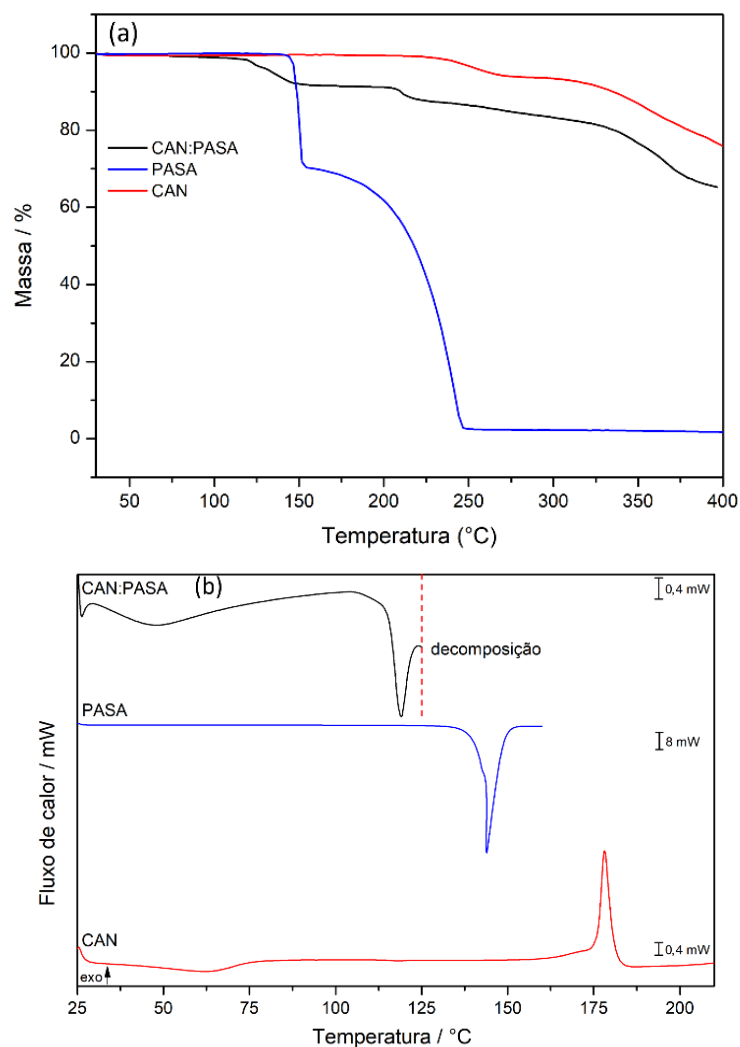 (a)
100
80
60
40
20
0
Massa / %
CAN:PASA
PASA
CAN
50 100 150 200 250 300 350 400
Temperatura (°C)
(b)
CAN:PASA
0,4 mW
decomposição
PASA
8 mW
Fluxo de calor / mW
CAN
0,4 mW
exo
25 50 75 100 125 150 175 200
Temperatura / °C